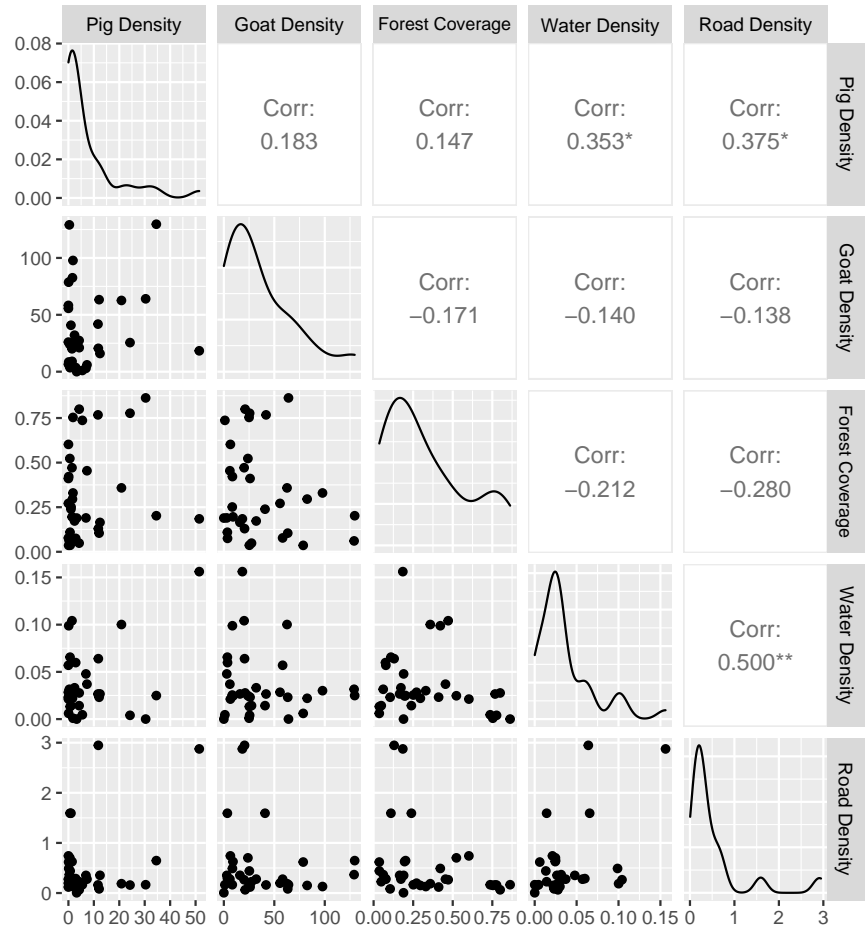 Pig Density Goat Density Forest Coverage Water Density Road Density
0.08
0.06
0.04
0.02
0.00
Corr:
0.183
Corr:
0.147
Corr:
0.353*
Corr:
0.375*
Pig Density
100
50
0
Corr:
−0.171
Corr:
−0.140
Corr:
−0.138
Goat Density
0.75
0.50
0.25
0.00
Corr:
−0.212
Corr:
−0.280
Forest Coverage
0.15
0.10
0.05
0.00
Corr:
0.500**
Water Density
3
2
1
0
Road Density
0 10 20 30 40 50 0 50 100 0.00 0.25 0.50 0.75 0.00 0.05 0.10 0.15 0 1 2 3